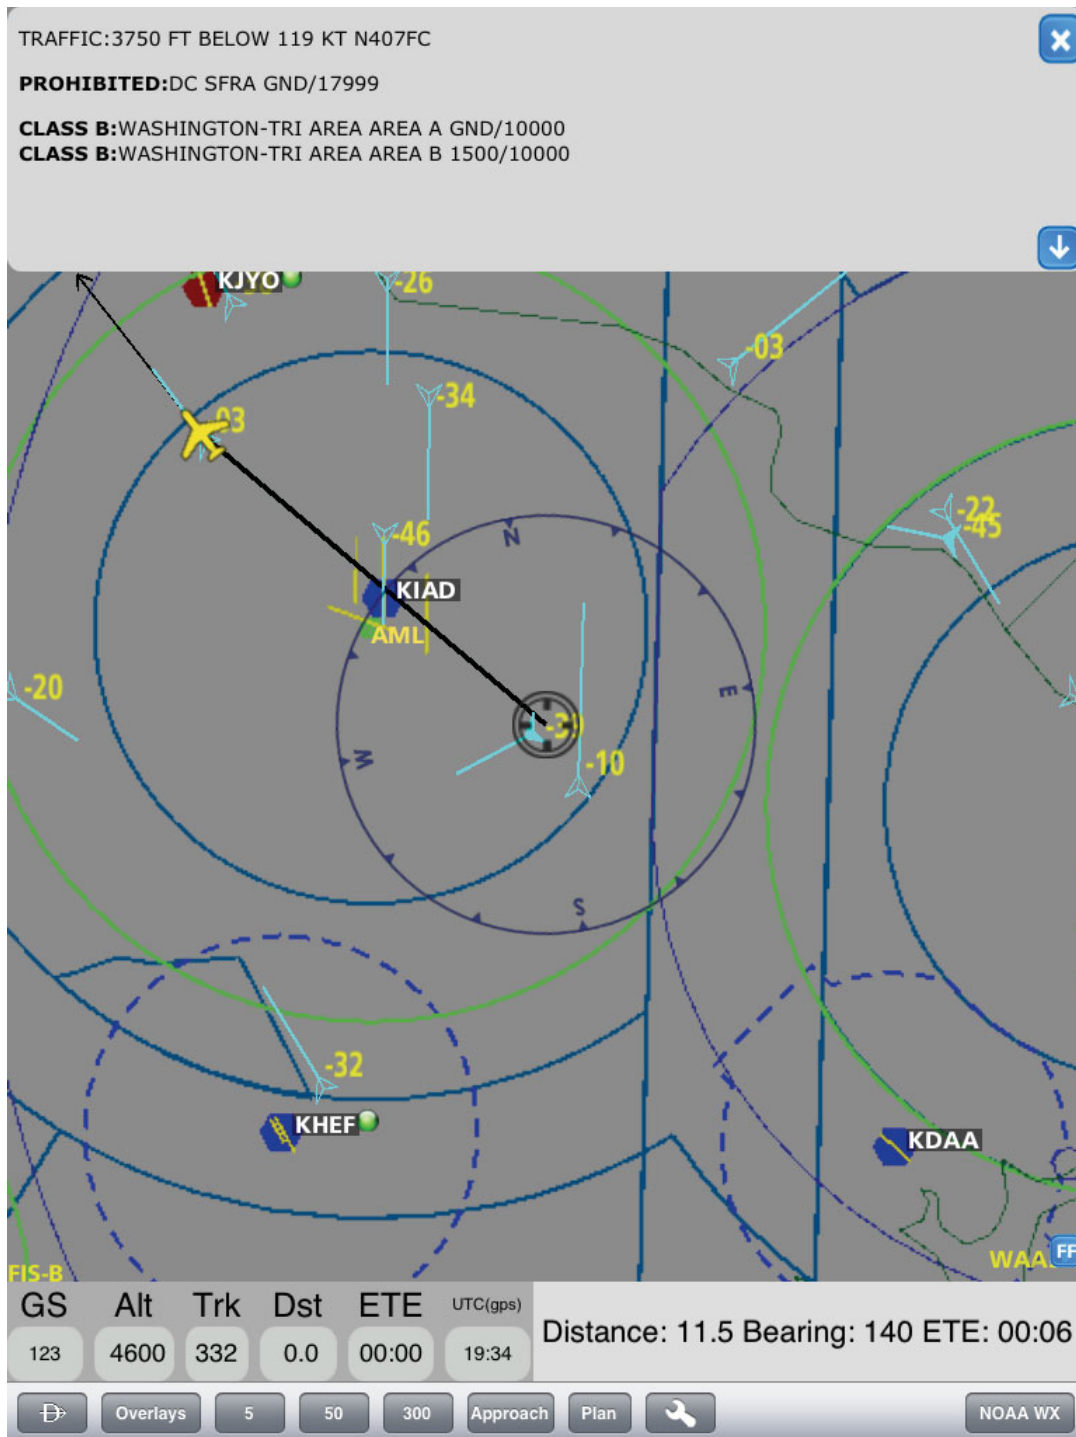 TRAFFIC:3750 FT BELOW 119 KT N407FC
PROHIBITED:DC SFRA GND/17999
CLASS B:WASHINGTON-TRI AREA AREA A GND/10000
CLASS B:WASHINGTON-TRI AREA AREA B 1500/10000
KJYO
-26
-03
-34
-03
-22
-45
-46
N
KIAD
AML
-20
E
-10
W
S
-32
KHEF
KDAA
FIS-B
FF
GS Alt Trk Dst ETE UTC(gps)
123 4600 332 0.0 00:00 19:34
Distance: 11.5 Bearing: 140 ETE: 00:06
Overlays 5 50 300 Approach Plan NOAA WX